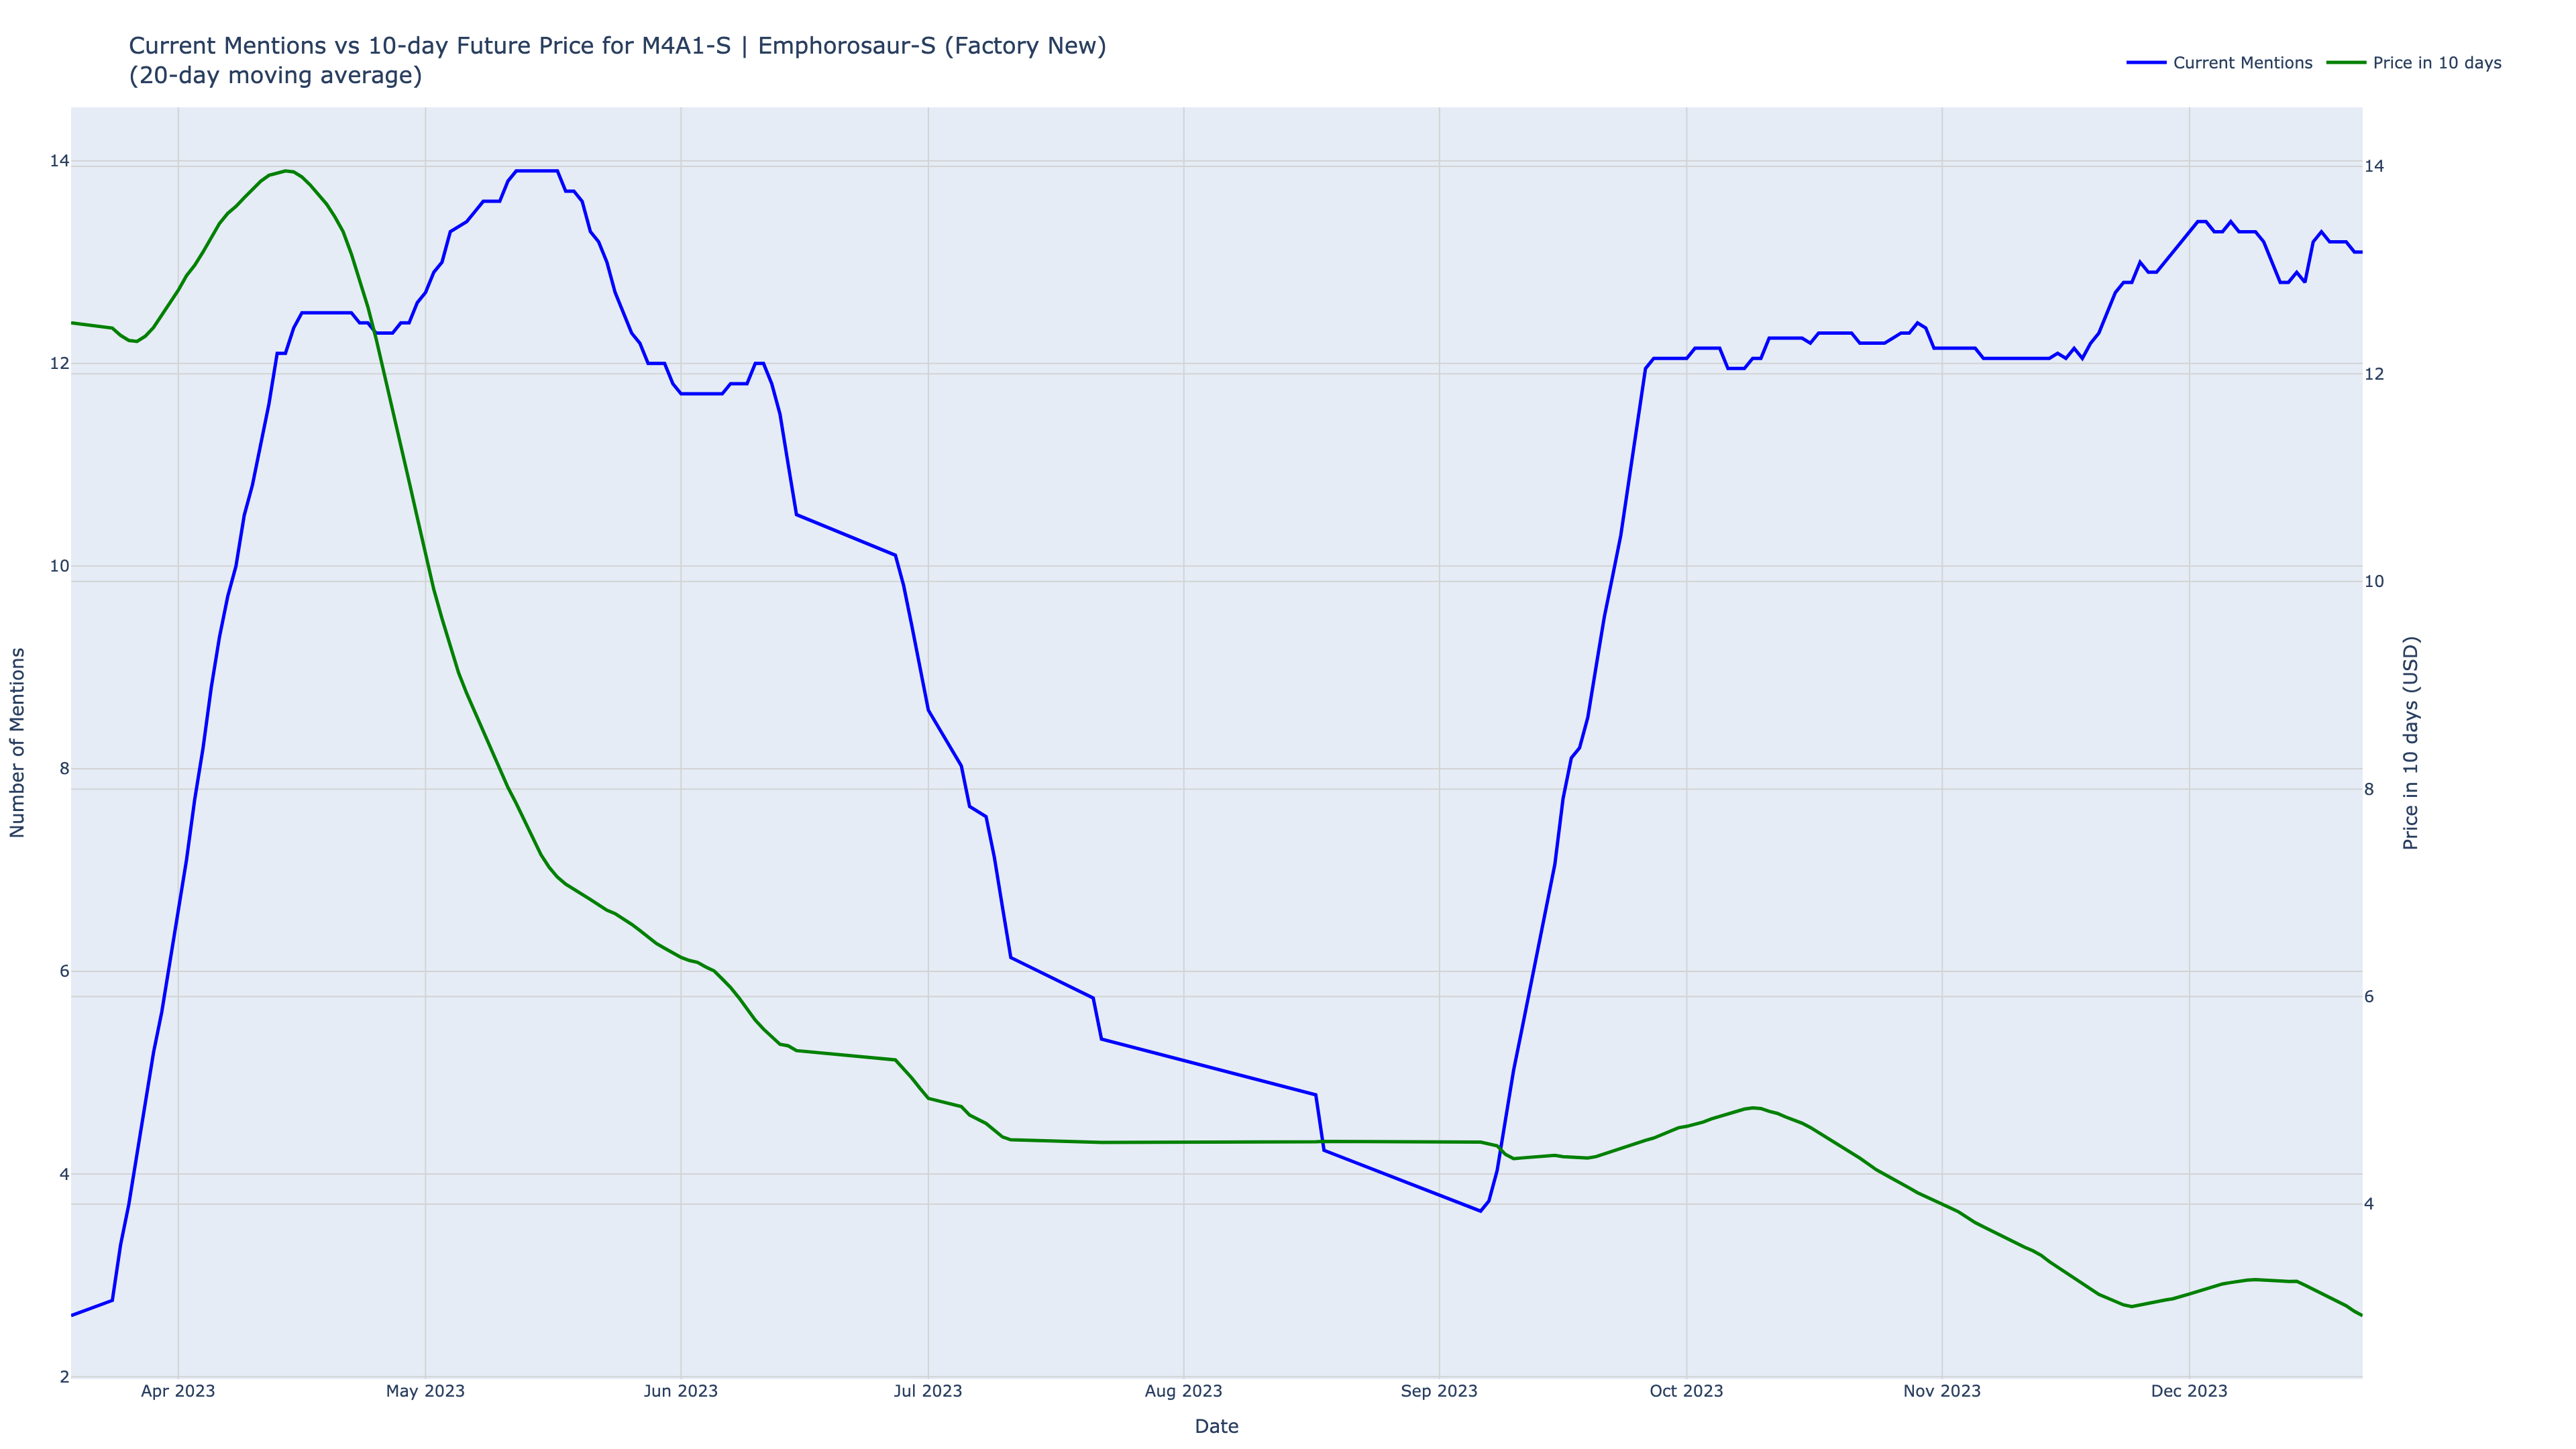 Current Mentions vs 10-day Future Price for M4A1-S | Emphorosaur-S (Factory New)
(20-day moving average)
Current Mentions
Price in 10 days
14
12
10
8
6
4
2
Number of Mentions
14
12
10
8
6
4
Price in 10 days (USD)
Apr 2023
May 2023
Jun 2023
Jul 2023
Aug 2023
Sep 2023
Oct 2023
Nov 2023
Dec 2023
Date